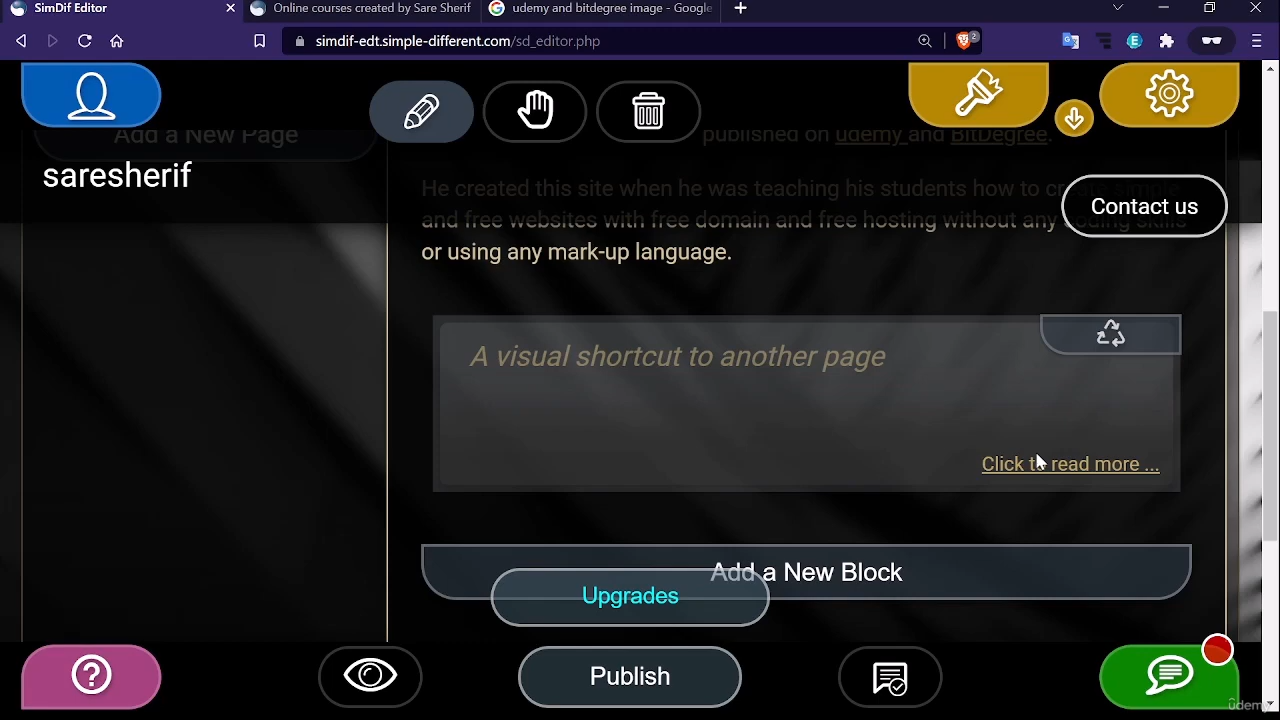 SimDif Editor
Online courses created by Sare Sherif
udemy and bitdegree image - Google
simdif-edt.simple-different.com/sd_editor.php
2
Add a New Page
saresherif
published on udemy and BitDegree.
He created this site when he was teaching his students how to create simple
and free websites with free domain and free hosting without any coding skills
or using any mark-up language.
Contact us
A visual shortcut to another page
Click to read more ...
Add a New Block
Upgrades
Publish
udemy